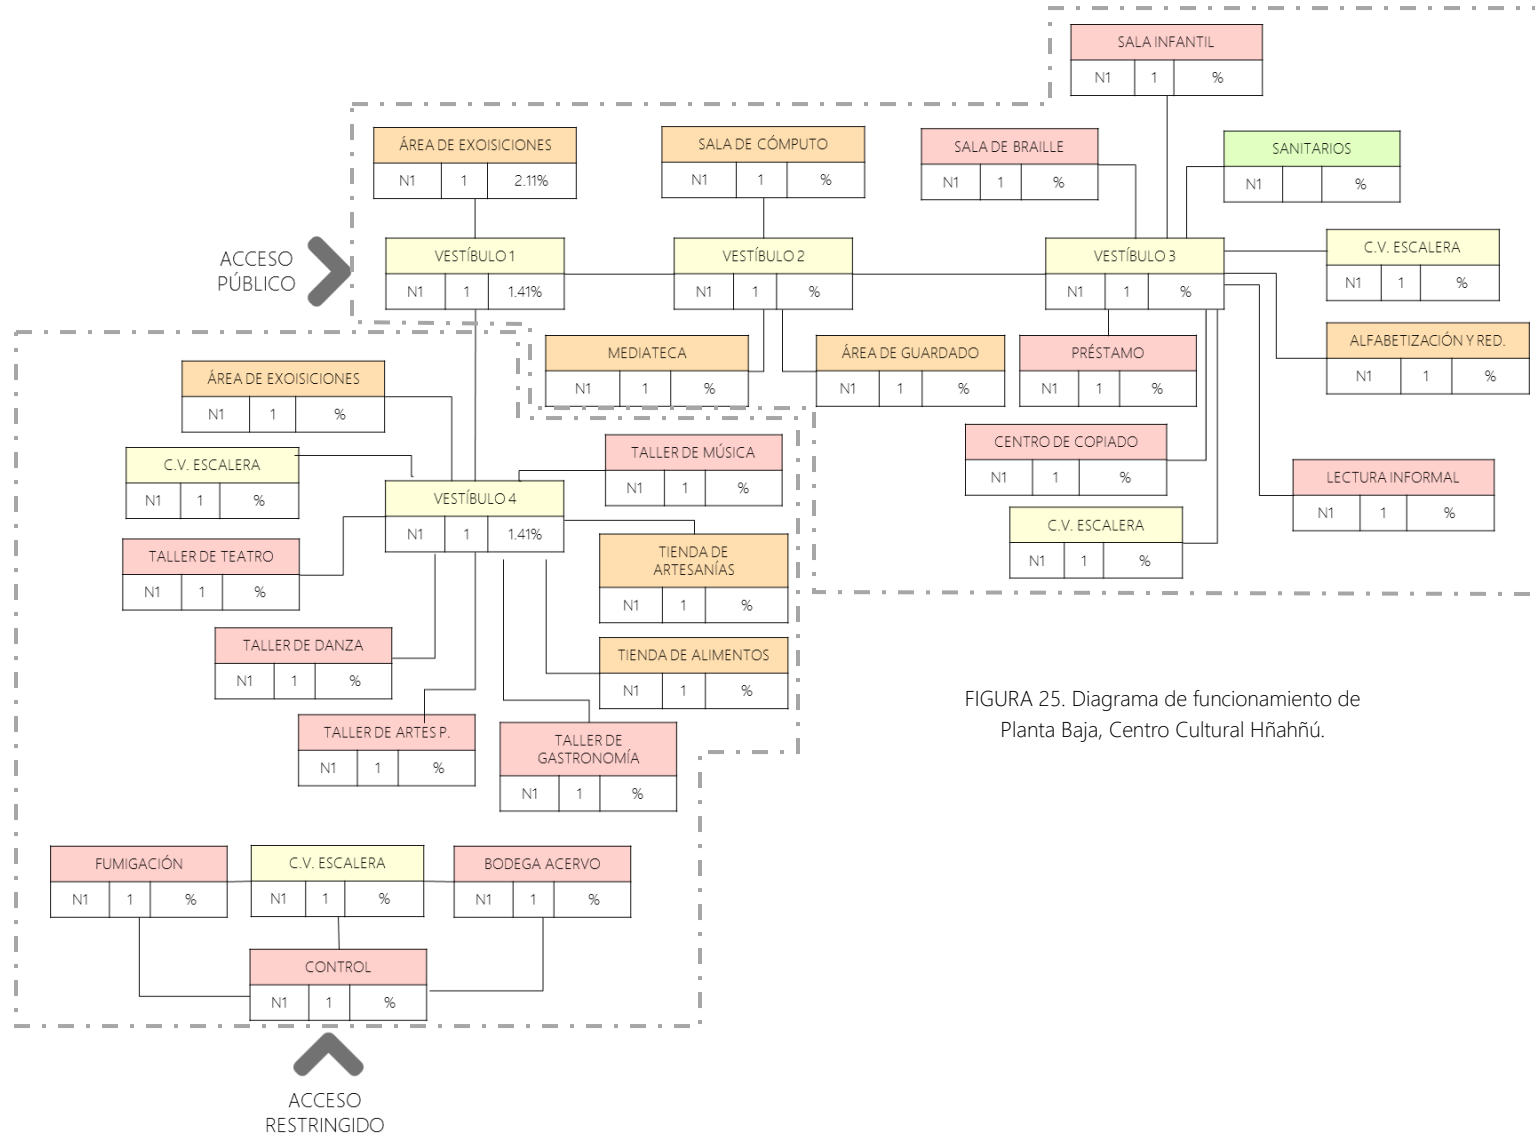 SALA INFANTIL
N1 1 %
ÁREA DE EXOISICIONES
N1 1 2.11%
SALA DE CÓMPUTO
N1 1 %
SALA DE BRAILLE
N1 1 %
SANITARIOS
N1 %
ACCESO
PÚBLICO
VESTÍBULO 1
N1 1 1.41%
VESTÍBULO 2
N1 1 %
VESTÍBULO 3
N1 1 %
C.V. ESCALERA
N1 1 %
MEDIATECA
N1 1 %
ÁREA DE GUARDADO
N1 1 %
PRÉSTAMO
N1 1 %
ALFABETIZACIÓN Y RED.
N1 1 %
CENTRO DE COPIADO
N1 1 %
LECTURA INFORMAL
N1 1 %
C.V. ESCALERA
N1 1 %
ÁREA DE EXOISICIONES
N1 1 %
C.V. ESCALERA
N1 1 %
TALLER DE MÚSICA
N1 1 %
VESTÍBULO 4
N1 1 1.41%
TALLER DE TEATRO
N1 1 %
TIENDA DE
ARTESANÍAS
N1 1 %
TALLER DE DANZA
N1 1 %
TIENDA DE ALIMENTOS
N1 1 %
TALLER DE ARTES P.
N1 1 %
TALLER DE
GASTRONOMÍA
N1 1 %
FIGURA 25. Diagrama de funcionamiento de
Planta Baja, Centro Cultural Hñahñú.
FUMIGACIÓN
N1 1 %
C.V. ESCALERA
N1 1 %
BODEGA ACERVO
N1 1 %
CONTROL
N1 1 %
ACCESO
RESTRINGIDO